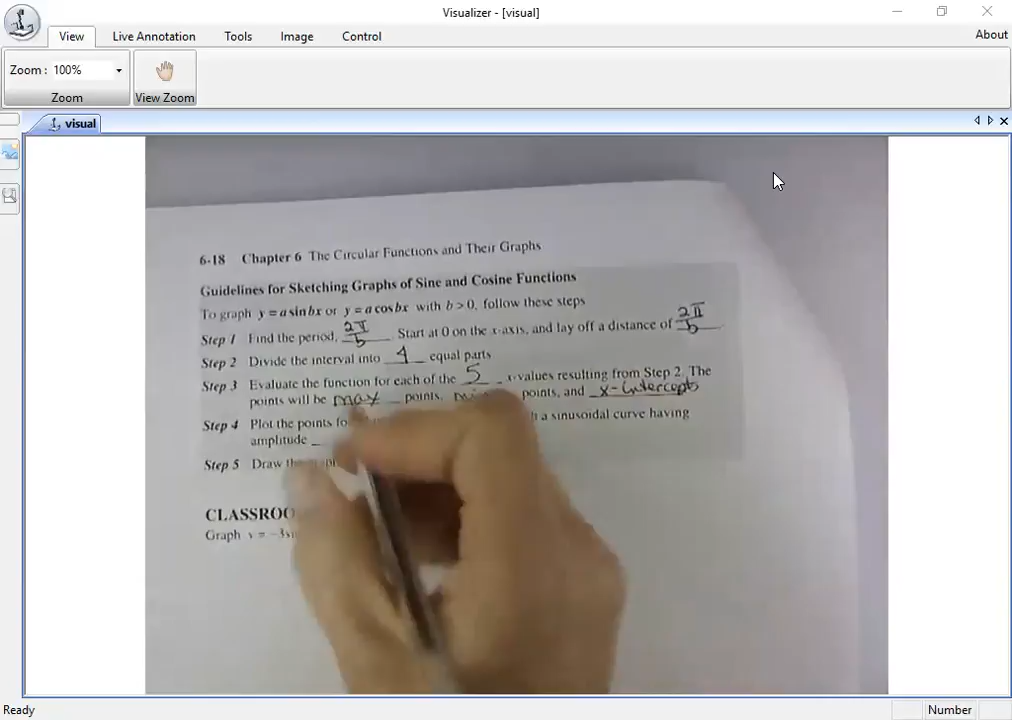 Visualizer - [visual]
View Live Annotation Tools Image Control About
Zoom : 100%
Zoom View Zoom
visual
6-18 Chapter 6 The Circular Functions and Their Graphs
Guidelines for Sketching Graphs of Sine and Cosine Functions
To graph y = a sin bx or y = a cos bx with b > 0, follow these steps
Step 1 Find the period, 2π/b. Start at 0 on the x-axis, and lay off a distance of 2π/b.
Step 2 Divide the interval into 4 equal parts
Step 3 Evaluate the function for each of the 5 x-values resulting from Step 2. The
points will be max points, points, and x-intercepts
Step 4 Plot the points a sinusoidal curve having
amplitude
Step 5 Draw the
CLASSROO
Graph y = -3
Ready Number